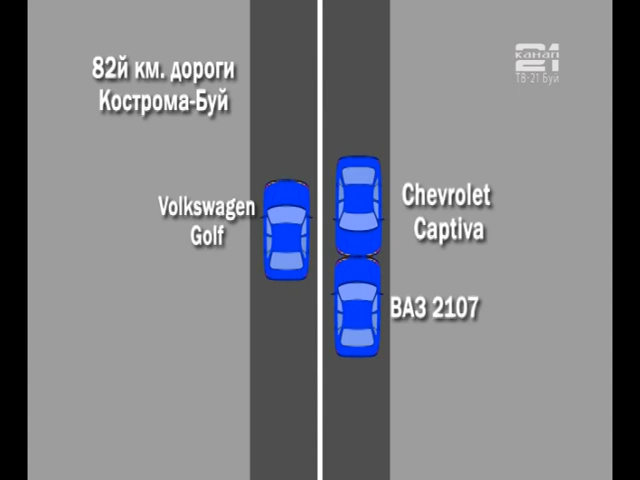 82й км. дороги
Кострома-Буй
канал
21
ТВ-21 Буй
Volkswagen
Golf
Chevrolet
Captiva
ВАЗ 2107